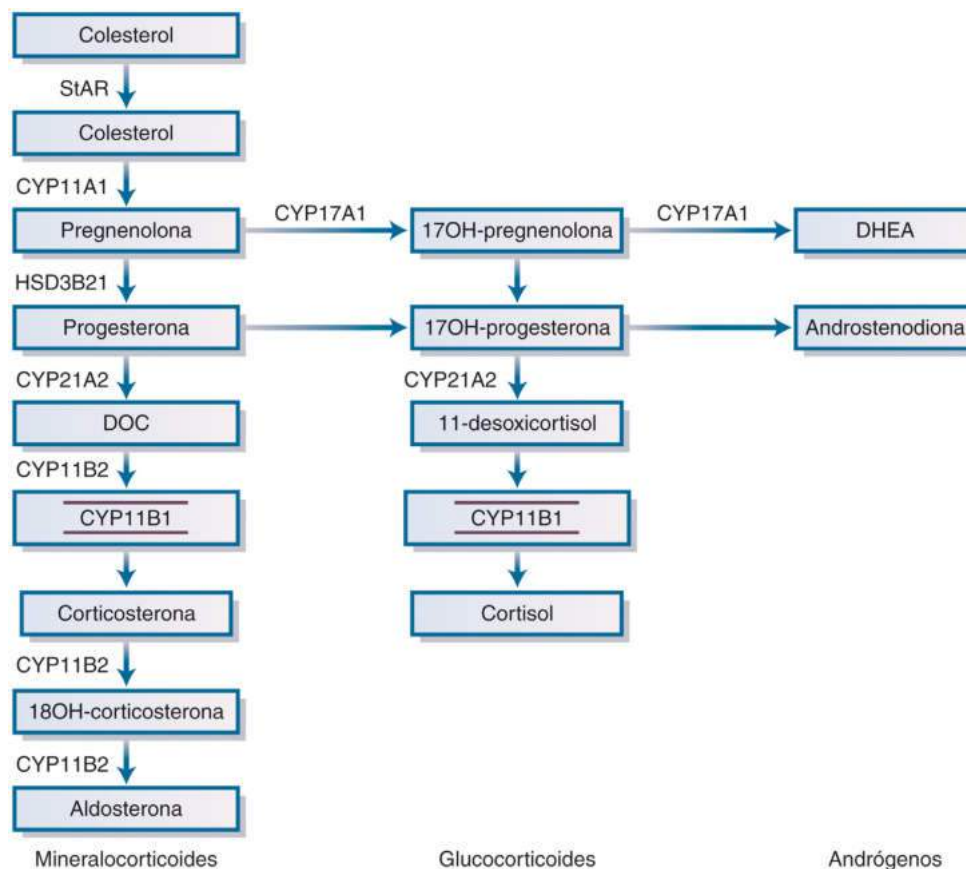 Colesterol
StAR
Colesterol
CYP11A1
CYP17A1
CYP17A1
Pregnenolona
17OH-pregnenolona
DHEA
HSD3B21
Progesterona
17OH-progesterona
Androstenodiona
CYP21A2
CYP21A2
DOC
11-desoxicortisol
CYP11B2
CYP11B1
CYP11B1
Corticosterona
Cortisol
CYP11B2
18OH-corticosterona
CYP11B2
Aldosterona
Mineralocorticoides
Glucocorticoides
Andrógenos